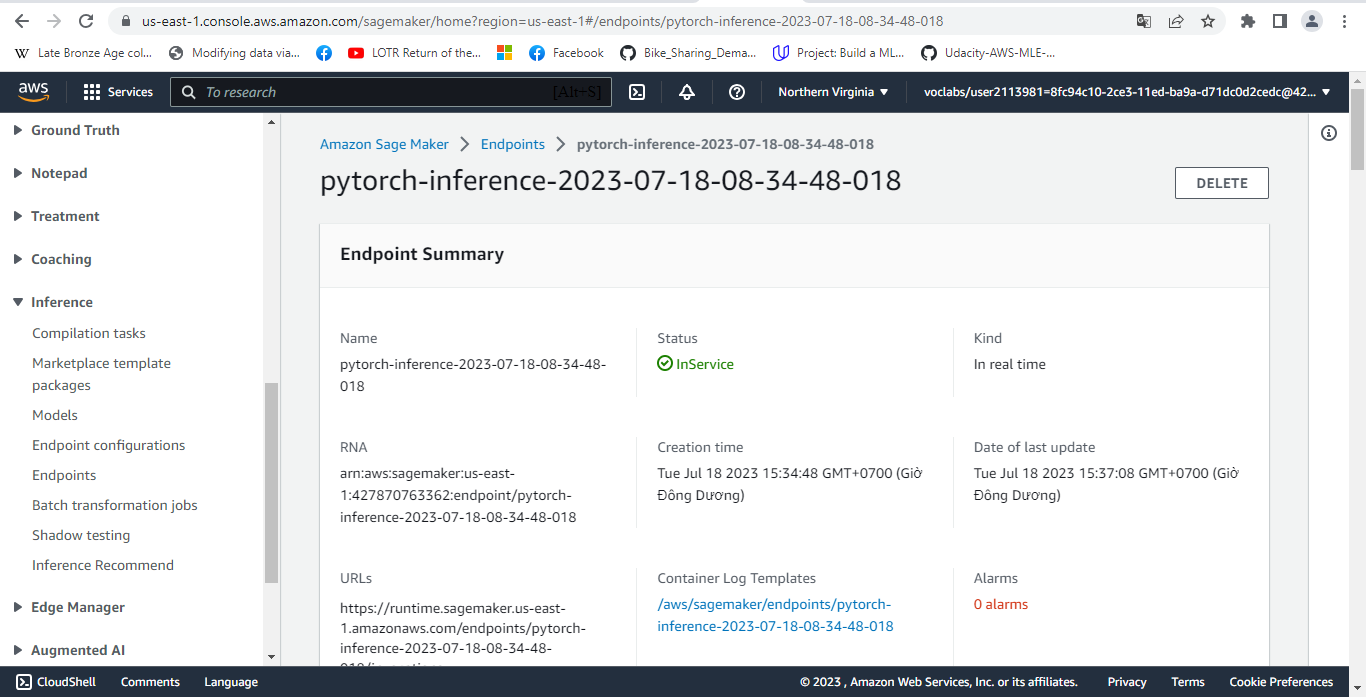 us-east-1.console.aws.amazon.com/sagemaker/home?region=us-east-1#/endpoints/pytorch-inference-2023-07-18-08-34-48-018
W Late Bronze Age col... Modifying data via... LOTR Return of the... Facebook Bike_Sharing_Dema... Project: Build a ML... Udacity-AWS-MLE-...
aws Services To research [Alt+S] Northern Virginia voclabs/user2113981=8fc94c10-2ce3-11ed-ba9a-d71dc0d2cedc@42...
Ground Truth
Notepad
Treatment
Coaching
Inference
Compilation tasks
Marketplace template
packages
Models
Endpoint configurations
Endpoints
Batch transformation jobs
Shadow testing
Inference Recommend
Edge Manager
Augmented AI
Amazon Sage Maker > Endpoints > pytorch-inference-2023-07-18-08-34-48-018
pytorch-inference-2023-07-18-08-34-48-018
DELETE
Endpoint Summary
Name
pytorch-inference-2023-07-18-08-34-48-
018
Status
InService
Kind
In real time
RNA
arn:aws:sagemaker:us-east-
1:427870763362:endpoint/pytorch-
inference-2023-07-18-08-34-48-018
Creation time
Tue Jul 18 2023 15:34:48 GMT+0700 (Giờ
Đông Dương)
Date of last update
Tue Jul 18 2023 15:37:08 GMT+0700 (Giờ
Đông Dương)
URLs
https://runtime.sagemaker.us-east-
1.amazonaws.com/endpoints/pytorch-
inference-2023-07-18-08-34-48-
Container Log Templates
/aws/sagemaker/endpoints/pytorch-
inference-2023-07-18-08-34-48-018
Alarms
0 alarms
CloudShell Comments Language © 2023 , Amazon Web Services, Inc. or its affiliates. Privacy Terms Cookie Preferences